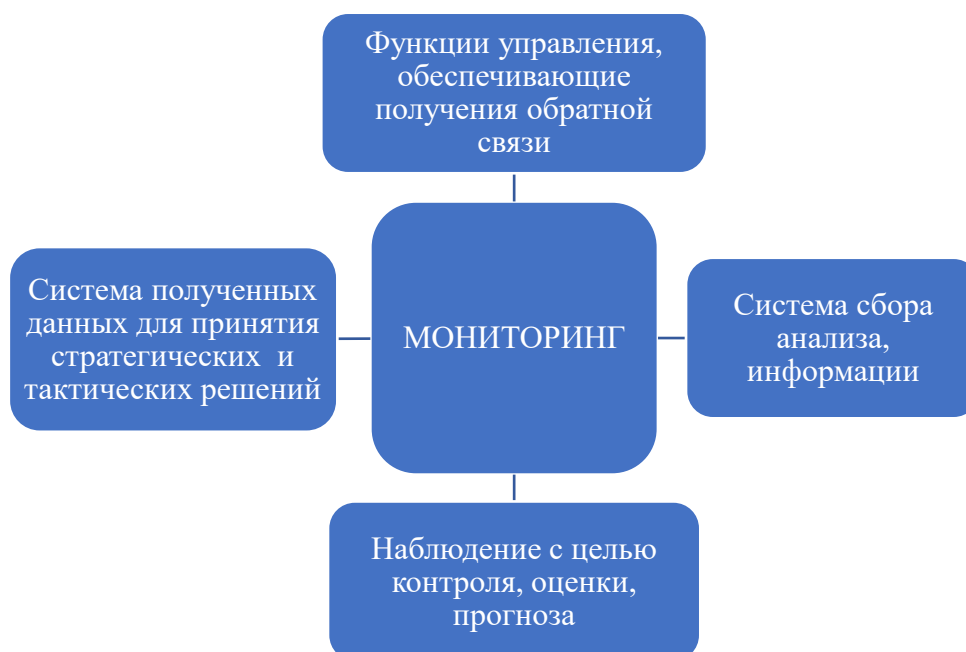 Функции управления,
обеспечивающие
получения обратной
связи
Система полученных
данных для принятия
стратегических и
тактических решений
МОНИТОРИНГ
Система сбора
анализа,
информации
Наблюдение с целью
контроля, оценки,
прогноза